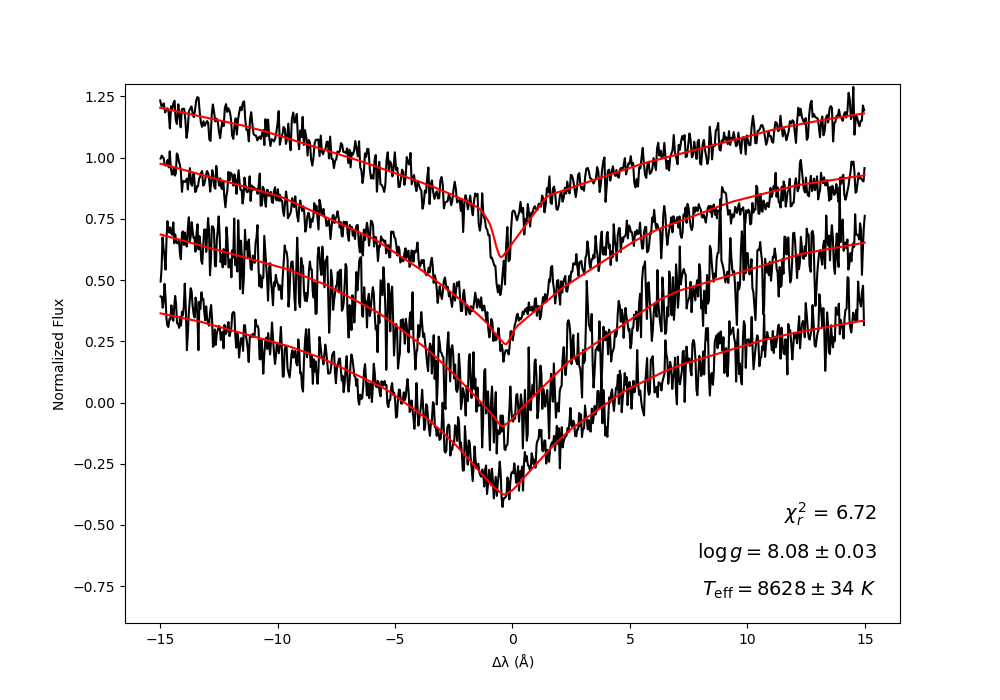 1.25
1.00
0.75
0.50
0.25
0.00
−0.25
−0.50
−0.75
Normalized Flux
χ²ᵣ = 6.72
log g = 8.08 ± 0.03
T_eff = 8628 ± 34 K
−15 −10 −5 0 5 10 15
Δλ (Å)